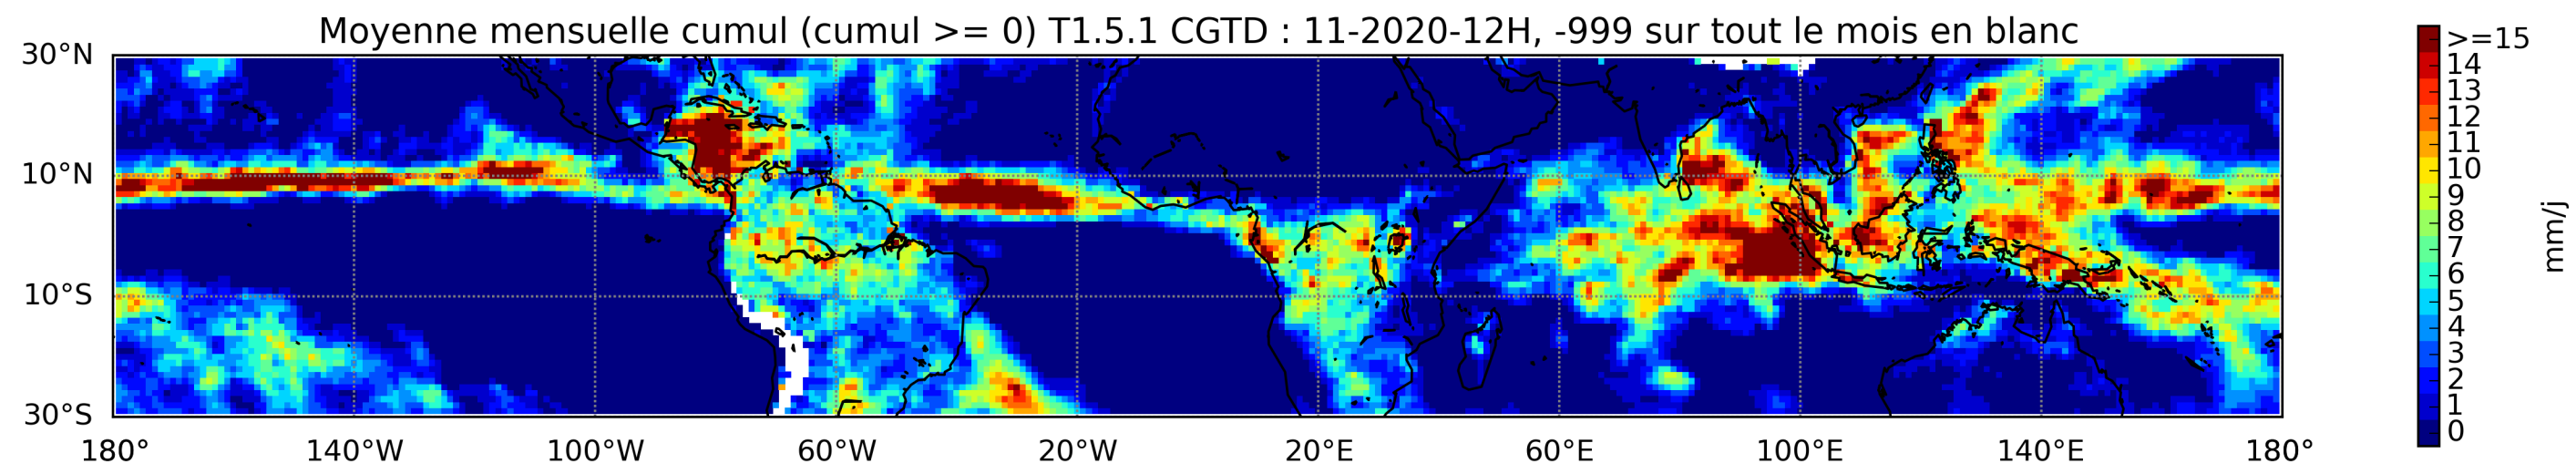 Moyenne mensuelle cumul (cumul >= 0) T1.5.1 CGTD : 11-2020-12H, -999 sur tout le mois en blanc
30°N
10°N
10°S
30°S
180° 140°W 100°W 60°W 20°W 20°E 60°E 100°E 140°E 180°
>=15
14
13
12
11
10
9
8
7
6
5
4
3
2
1
0
mm/j